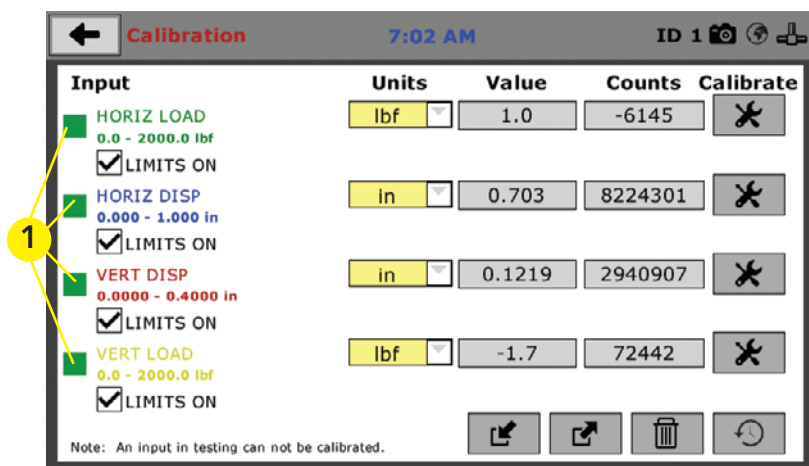 Calibration 7:02 AM ID 1
Input Units Value Counts Calibrate
HORIZ LOAD lbf 1.0 -6145
0.0 - 2000.0 lbf
LIMITS ON
HORIZ DISP in 0.703 8224301
0.000 - 1.000 in
LIMITS ON
1
VERT DISP in 0.1219 2940907
0.0000 - 0.4000 in
LIMITS ON
VERT LOAD lbf -1.7 72442
0.0 - 2000.0 lbf
LIMITS ON
Note: An input in testing can not be calibrated.